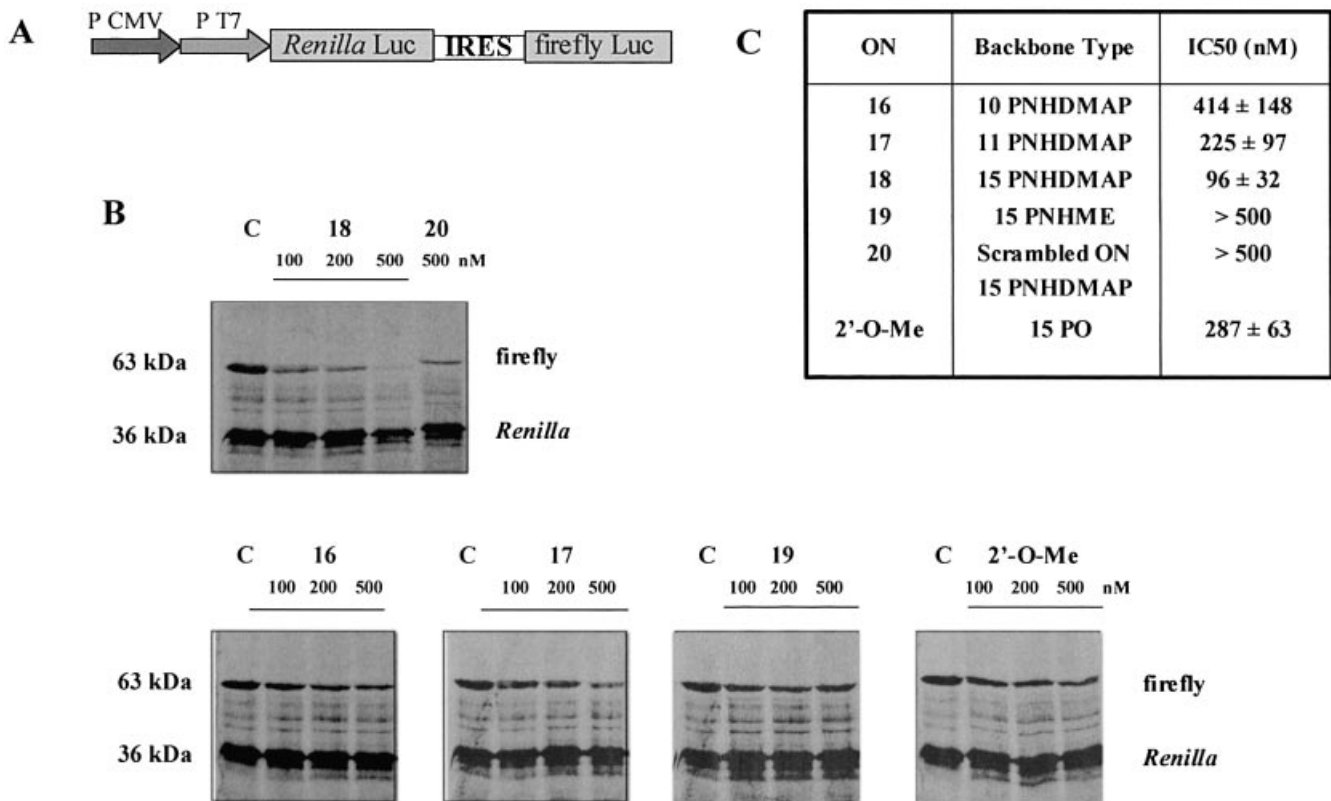 A
P CMV P T7
Renilla Luc IRES firefly Luc
B
C 18 20
100 200 500 500 nM
63 kDa
firefly
36 kDa
Renilla
C 16
100 200 500
C 17
100 200 500
C 19
100 200 500
C 2'-O-Me
100 200 500 nM
63 kDa
firefly
36 kDa
Renilla
C
ON Backbone Type IC50 (nM)
16 10 PNHDMAP 414 ± 148
17 11 PNHDMAP 225 ± 97
18 15 PNHDMAP 96 ± 32
19 15 PNHME > 500
20 Scrambled ON > 500
15 PNHDMAP
2'-O-Me 15 PO 287 ± 63